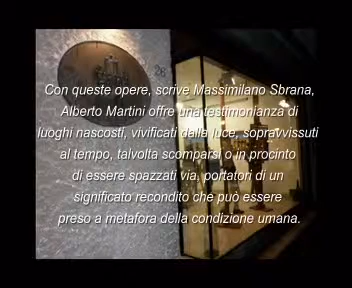 26
Con queste opere, scrive Massimiliano Sbrana,
Alberto Martini offre una testimonianza di
luoghi nascosti, vivificati dalla luce, sopravvissuti
al tempo, talvolta scomparsi o in procinto
di essere spazzati via, portatori di un
significato recondito che può essere
preso a metafora della condizione umana.